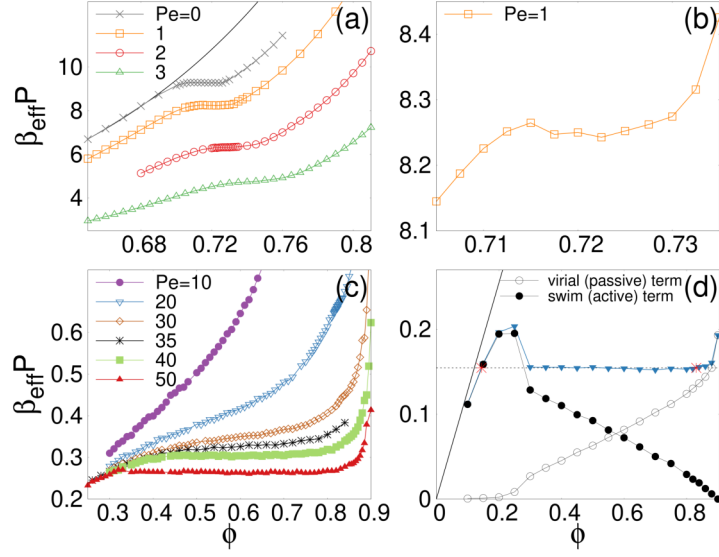 (a)
Pe=0
1
2
3
10
8
6
4
β_eff P
0.68 0.72 0.76 0.8
(b)
Pe=1
8.4
8.3
8.2
8.1
0.71 0.72 0.73
(c)
Pe=10
20
30
35
40
50
0.6
0.5
0.4
0.3
0.2
β_eff P
0.3 0.4 0.5 0.6 0.7 0.8 0.9
ϕ
(d)
virial (passive) term
swim (active) term
0.2
0.1
0
0 0.2 0.4 0.6 0.8
ϕ